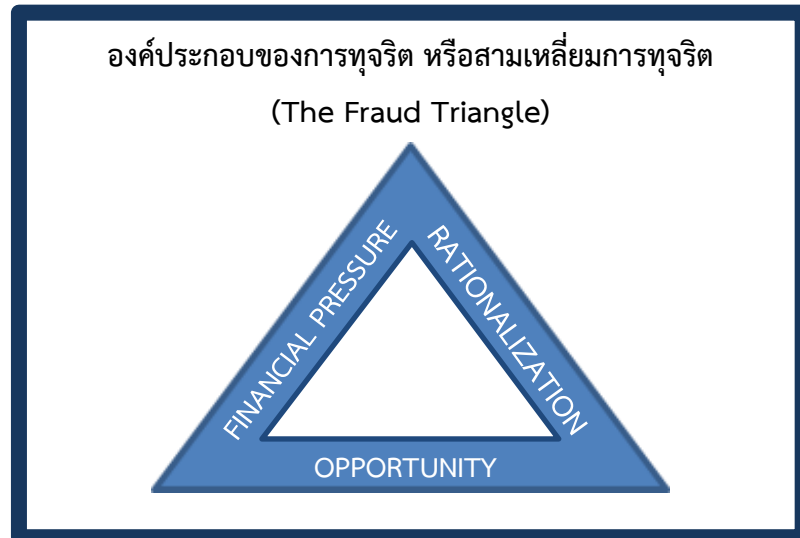 องค์ประกอบของการทุจริต หรือสามเหลี่ยมการทุจริต
(The Fraud Triangle)
FINANCIAL PRESSURE
RATIONALIZATION
OPPORTUNITY